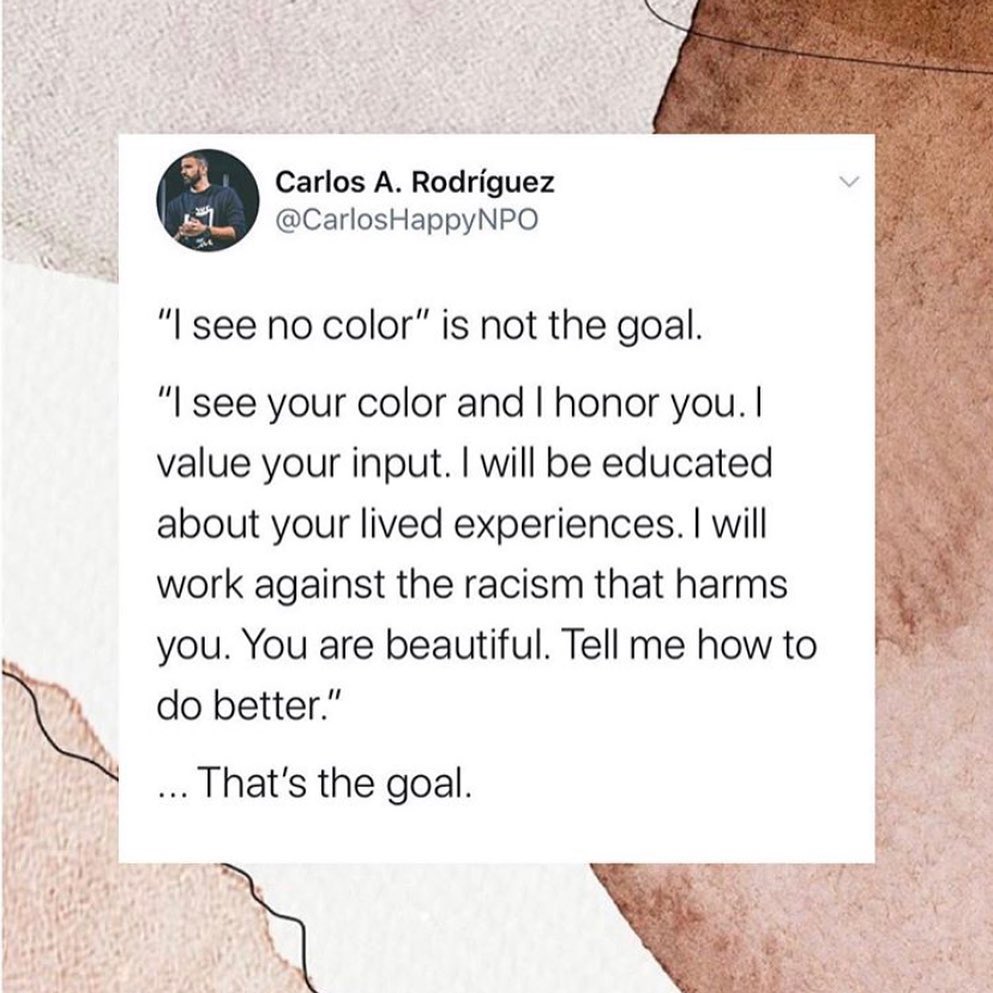 Carlos A. Rodríguez
@CarlosHappyNPO
"I see no color" is not the goal.
"I see your color and I honor you. I
value your input. I will be educated
about your lived experiences. I will
work against the racism that harms
you. You are beautiful. Tell me how to
do better."
... That's the goal.